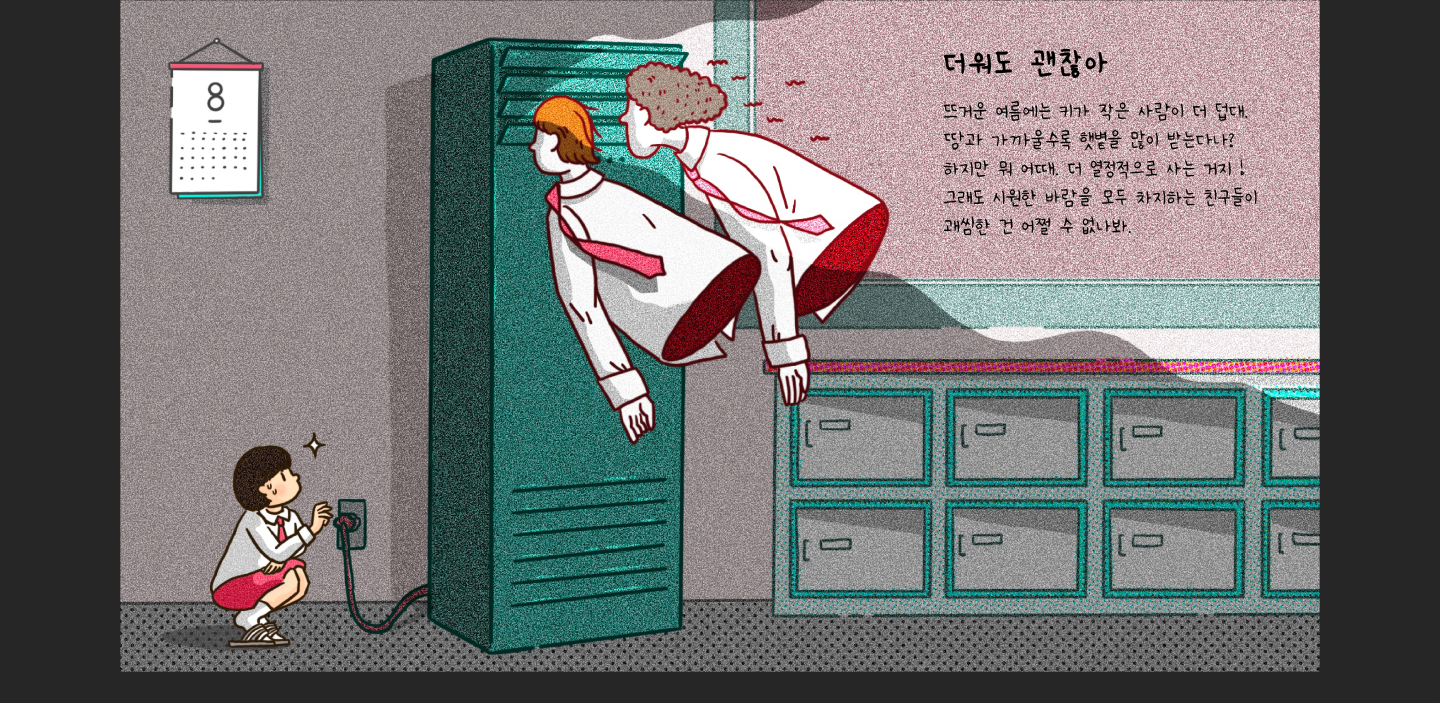 8
더워도 괜찮아
뜨거운 여름에는 키가 작은 사람이 더 덥대.
땅과 가까울수록 햇볕을 많이 받는다나?
하지만 뭐 어때. 더 열정적으로 사는 거지!
그래도 시원한 바람을 모두 차지하는 친구들이
괘씸한 건 어쩔 수 없나봐.